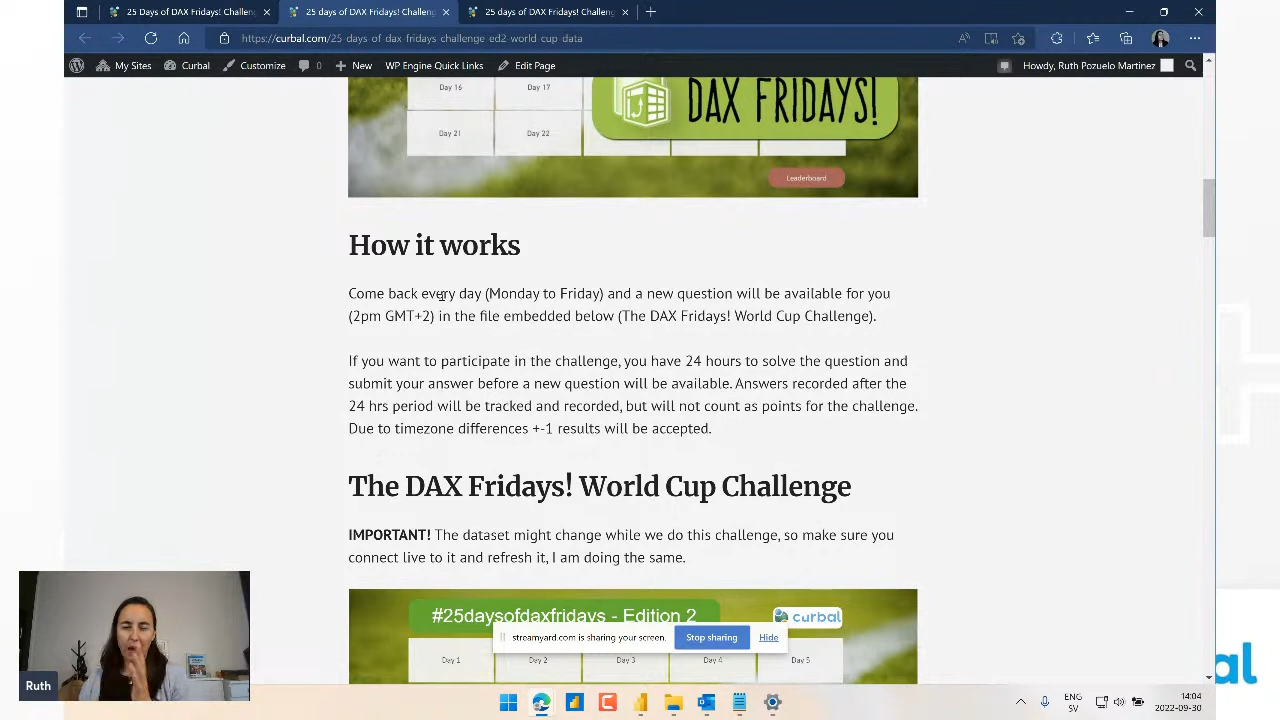 25 Days of DAX Fridays! Challeng
25 days of DAX Fridays! Challeng
25 days of DAX Fridays! Challeng
https://curbal.com/25-days-of-dax-fridays-challenge-ed2-world-cup-data
My Sites Curbal Customize 0 New WP Engine Quick Links Edit Page Howdy, Ruth Pozuelo Martinez
Day 16 Day 17
DAX FRIDAYS!
Day 21 Day 22
Leaderboard
How it works
Come back every day (Monday to Friday) and a new question will be available for you
(2pm GMT+2) in the file embedded below (The DAX Fridays! World Cup Challenge).
If you want to participate in the challenge, you have 24 hours to solve the question and
submit your answer before a new question will be available. Answers recorded after the
24 hrs period will be tracked and recorded, but will not count as points for the challenge.
Due to timezone differences +-1 results will be accepted.
The DAX Fridays! World Cup Challenge
IMPORTANT! The dataset might change while we do this challenge, so make sure you
connect live to it and refresh it, I am doing the same.
#25daysofdaxfridays - Edition 2
curbal
streamyard.com is sharing your screen. Stop sharing Hide
Day 1 Day 2 Day 3 Day 4 Day 5
Ruth
ENG
SV
14:04
2022-09-30